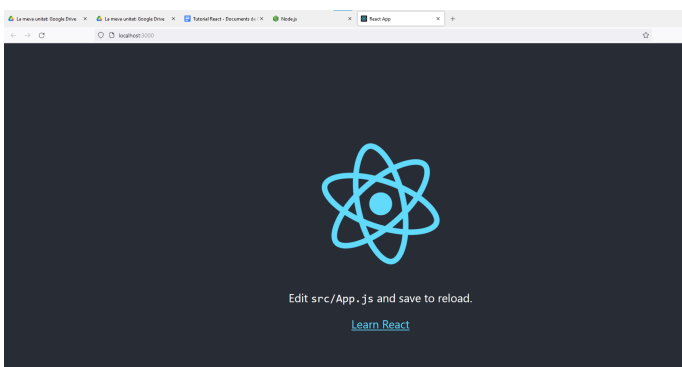 La meva unitat: Google Drive
La meva unitat: Google Drive
Tutorial React - Documents de
Node.js
React App
localhost:3000
Edit src/App.js and save to reload.
Learn React